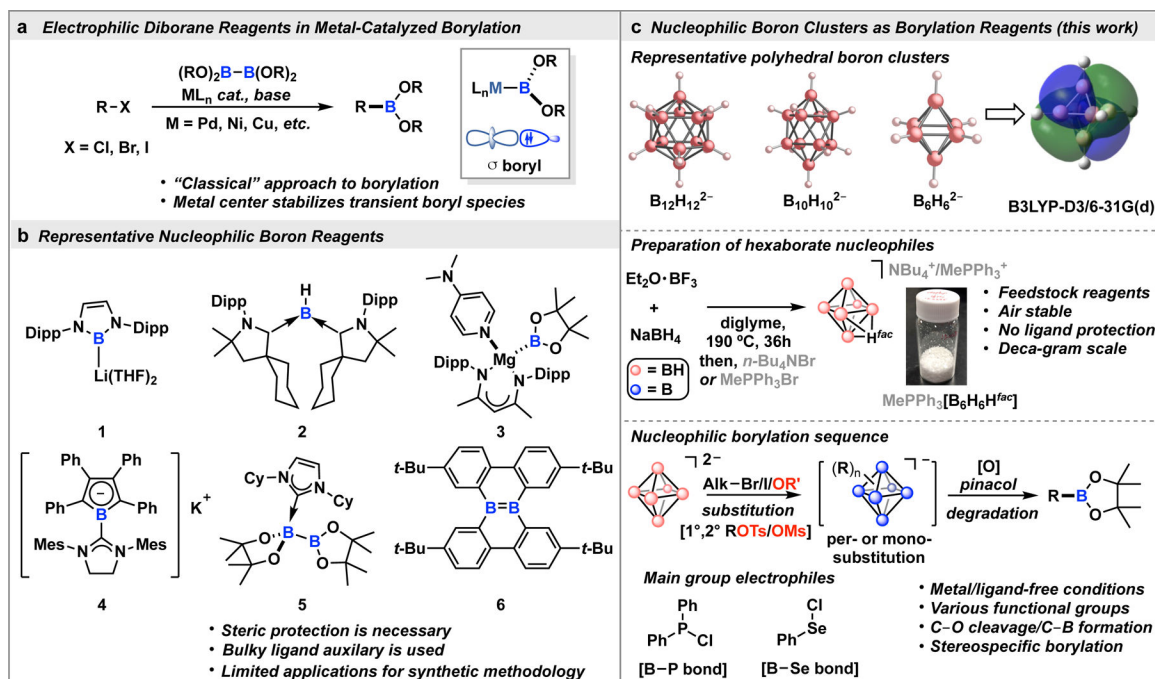 a Electrophilic Diborane Reagents in Metal-Catalyzed Borylation
(RO)₂B–B(OR)₂
MLₙ cat., base
M = Pd, Ni, Cu, etc.
R–X
X = Cl, Br, I
R–B
OR
OR
LₙM–B
OR
OR
σ boryl
• “Classical” approach to borylation
• Metal center stabilizes transient boryl species
b Representative Nucleophilic Boron Reagents
Dipp N B N Dipp
Li(THF)₂
1
H
B
Dipp N N Dipp
2
N
N
Mg B O O
Dipp N N Dipp
3
Ph Ph
Ph B Ph
–
Mes N N Mes
K⁺
4
Cy N N Cy
O B B O
O O
5
t-Bu t-Bu
B=B
t-Bu t-Bu
6
• Steric protection is necessary
• Bulky ligand auxilary is used
• Limited applications for synthetic methodology
c Nucleophilic Boron Clusters as Borylation Reagents (this work)
Representative polyhedral boron clusters
B₁₂H₁₂²⁻
B₁₀H₁₀²⁻
B₆H₆²⁻
B3LYP-D3/6-31G(d)
Preparation of hexaborate nucleophiles
Et₂O·BF₃
+
NaBH₄
diglyme,
190 ºC, 36h
then, n-Bu₄NBr
or MePPh₃Br
= BH
= B
Hᶠᵃᶜ
NBu₄⁺/MePPh₃⁺
MePPh₃[B₆H₆Hᶠᵃᶜ]
• Feedstock reagents
• Air stable
• No ligand protection
• Deca-gram scale
Nucleophilic borylation sequence
2–
Alk–Br/I/OR'
substitution
[1°,2° ROTs/OMs]
(R)ₙ
–
per- or mono-
substitution
[O]
pinacol
degradation
R–B
O
O
Main group electrophiles
Ph
P
Ph Cl
[B–P bond]
Cl
Se
Ph
[B–Se bond]
• Metal/ligand-free conditions
• Various functional groups
• C–O cleavage/C–B formation
• Stereospecific borylation